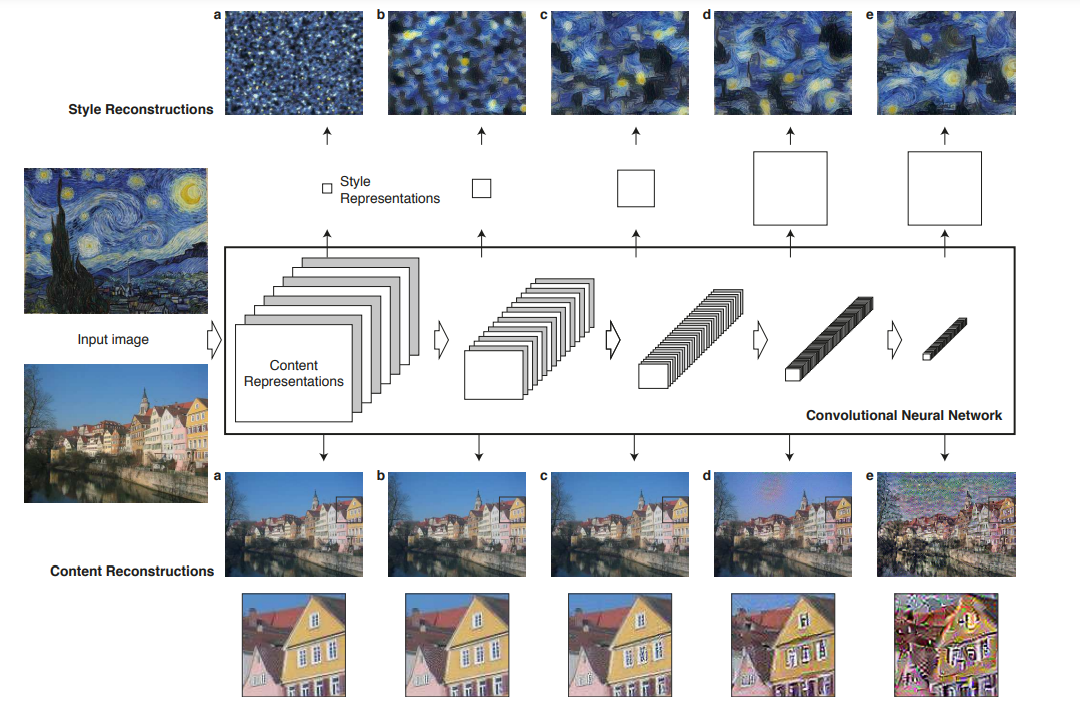 a
b
c
d
e
Style Reconstructions
Style
Representations
Input image
Content
Representations
Convolutional Neural Network
a
b
c
d
e
Content Reconstructions